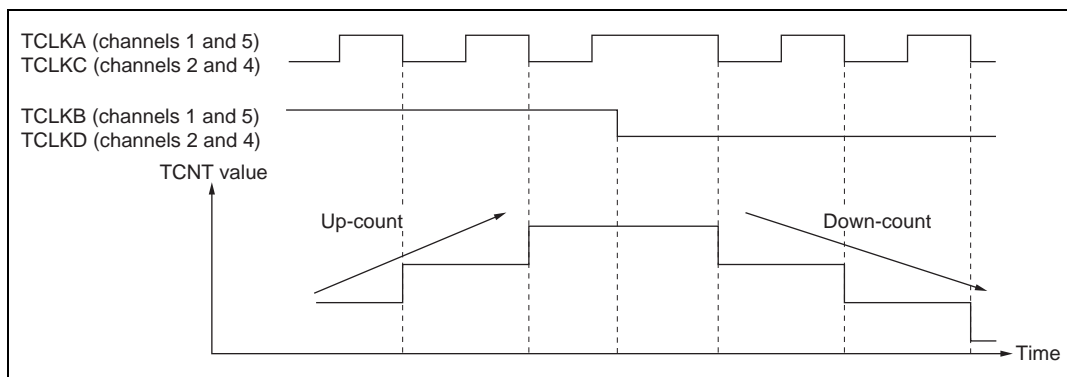 TCLKA (channels 1 and 5)
TCLKC (channels 2 and 4)
TCLKB (channels 1 and 5)
TCLKD (channels 2 and 4)
TCNT value
Up-count
Down-count
Time